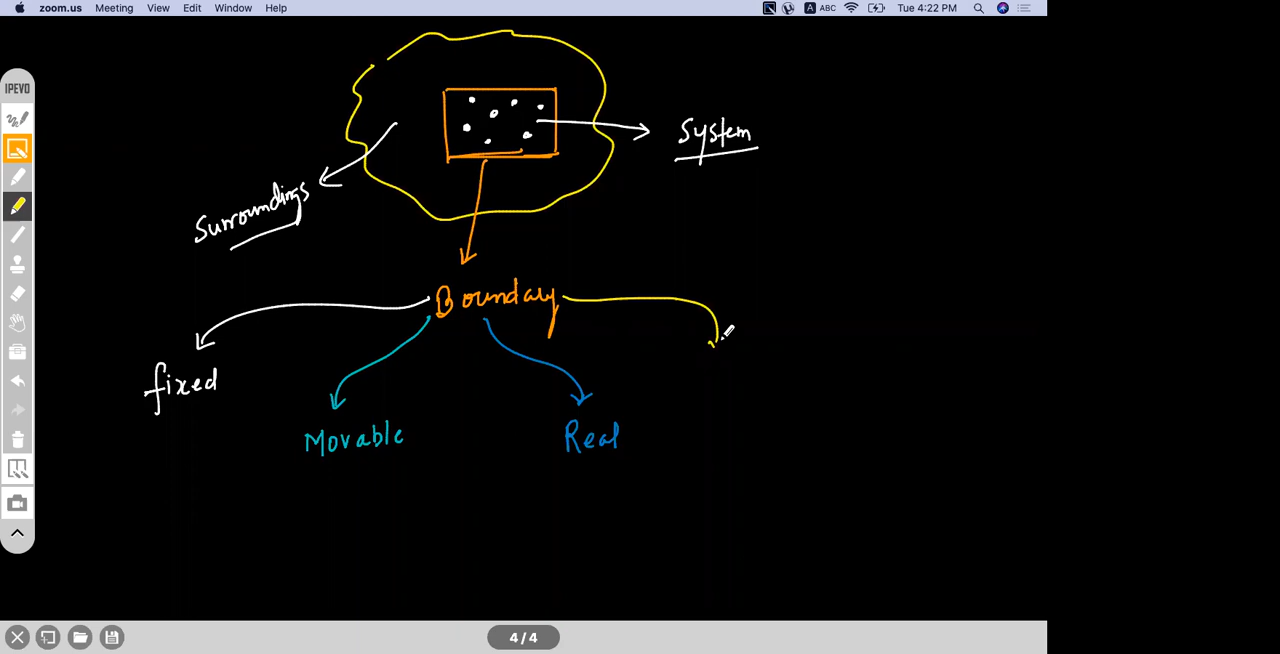 zoom.us Meeting View Edit Window Help A ABC Tue 4:22 PM
IPEVO
System
Surroundings
Boundary
fixed
Movable
Real
4/4